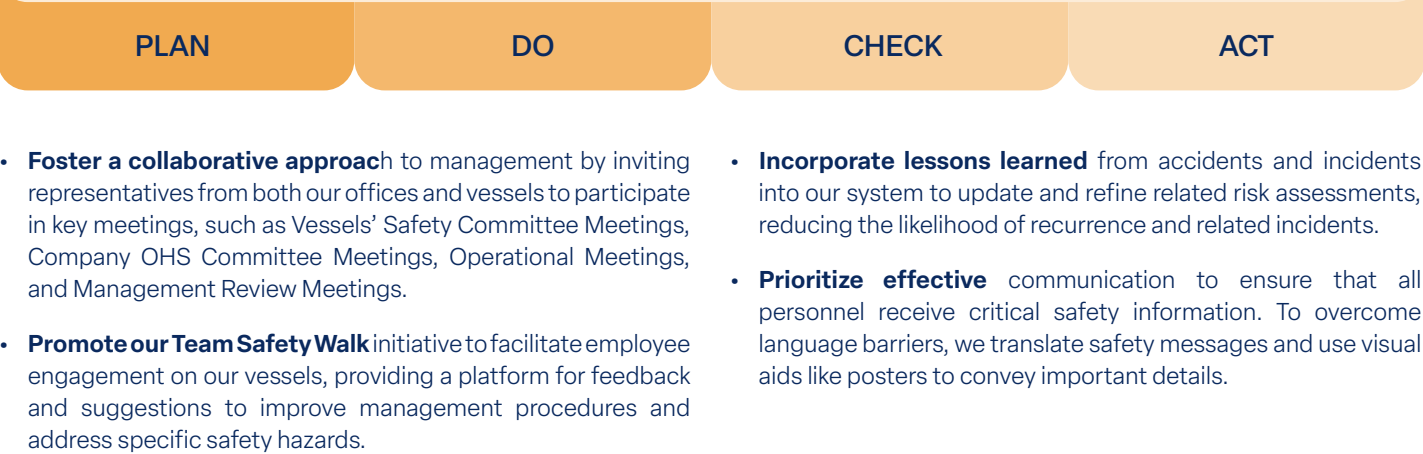 PLAN DO CHECK ACT
• Foster a collaborative approach to management by inviting
representatives from both our offices and vessels to participate
in key meetings, such as Vessels' Safety Committee Meetings,
Company OHS Committee Meetings, Operational Meetings,
and Management Review Meetings.
• Promote our Team Safety Walk initiative to facilitate employee
engagement on our vessels, providing a platform for feedback
and suggestions to improve management procedures and
address specific safety hazards.
• Incorporate lessons learned from accidents and incidents
into our system to update and refine related risk assessments,
reducing the likelihood of recurrence and related incidents.
• Prioritize effective communication to ensure that all
personnel receive critical safety information. To overcome
language barriers, we translate safety messages and use visual
aids like posters to convey important details.